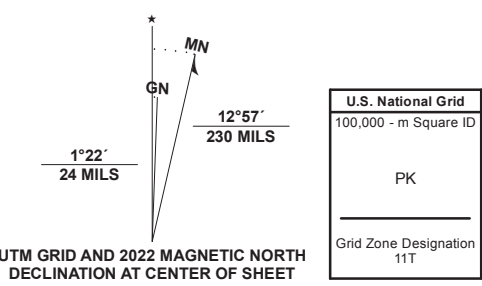 ★
MN
GN
12°57´
230 MILS
1°22´
24 MILS
UTM GRID AND 2022 MAGNETIC NORTH
DECLINATION AT CENTER OF SHEET
U.S. National Grid
100,000 - m Square ID
PK
Grid Zone Designation
11T